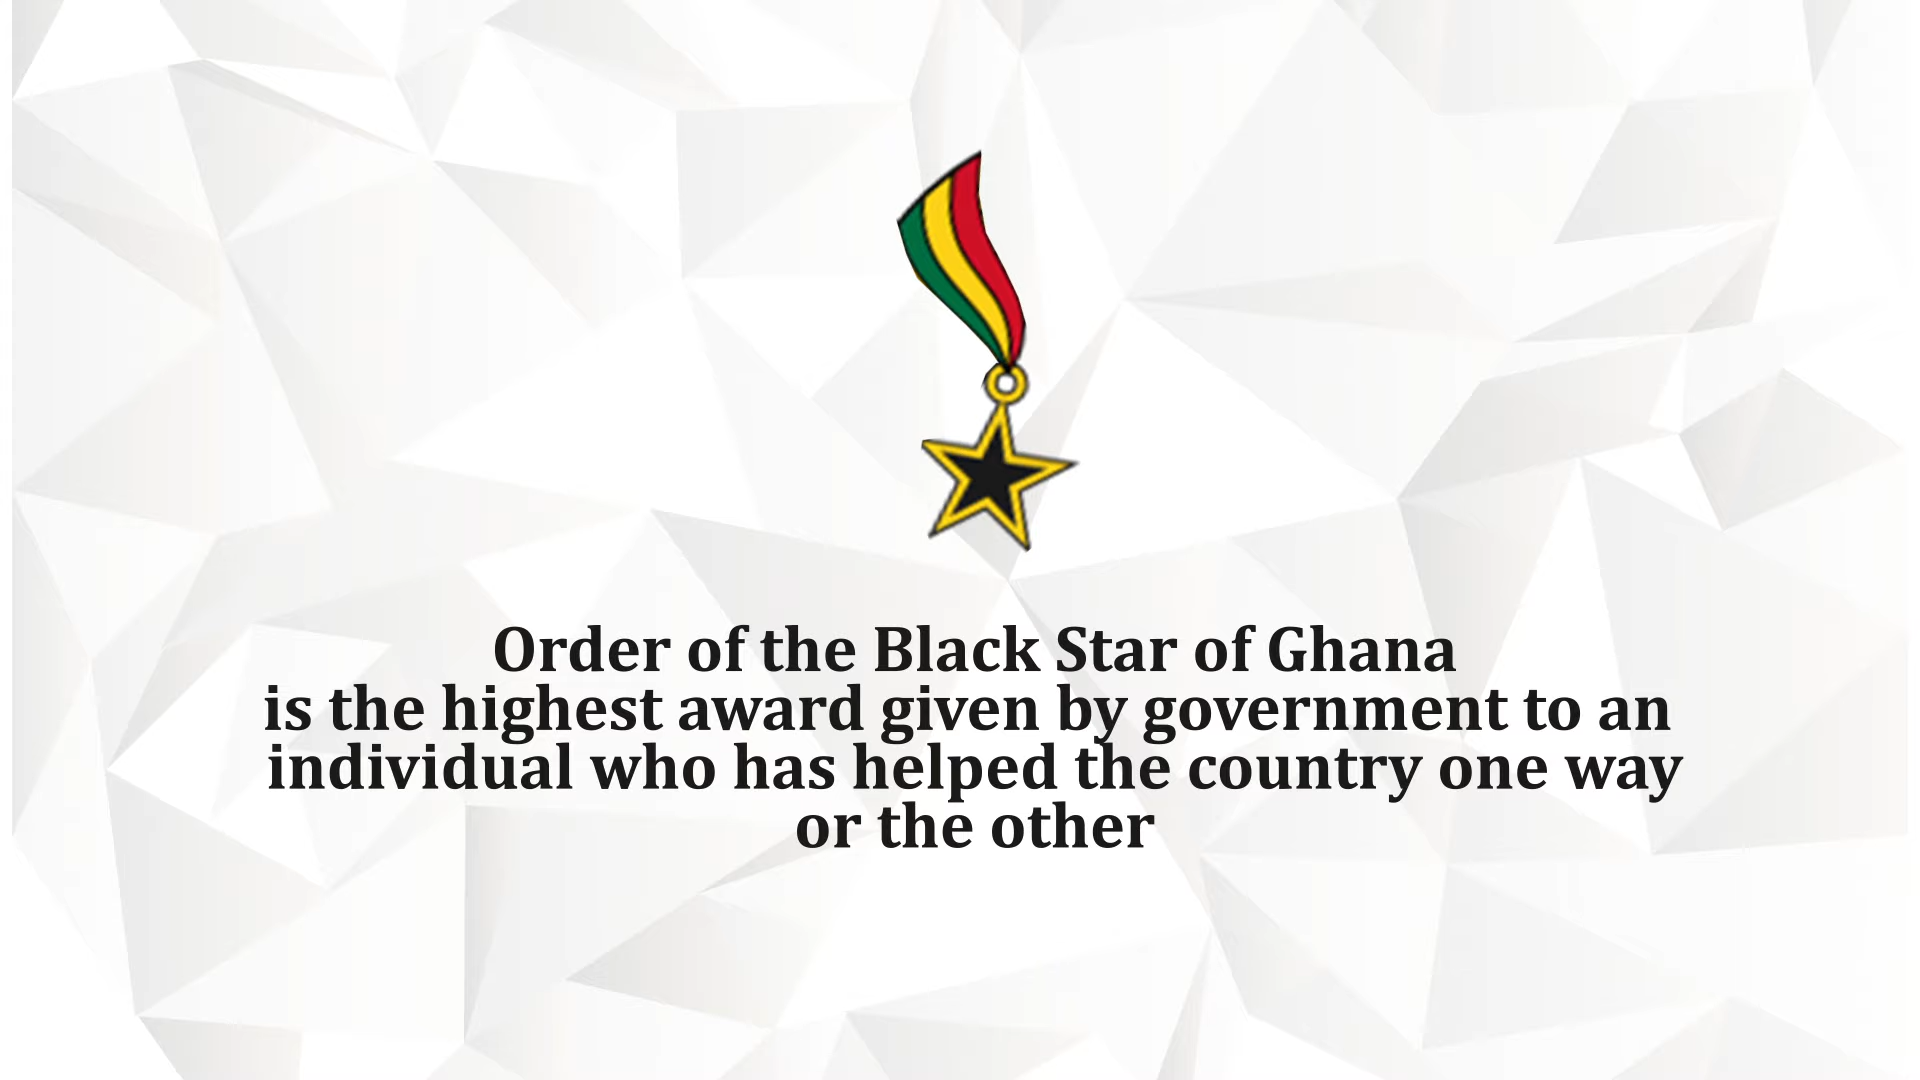 Order of the Black Star of Ghana
is the highest award given by government to an
individual who has helped the country one way
or the other